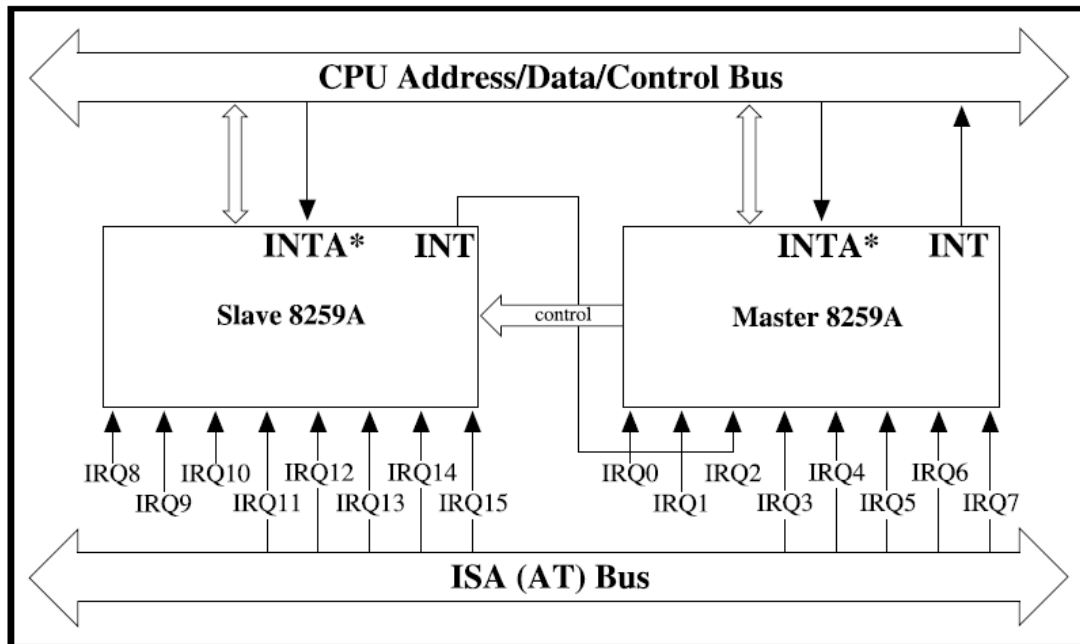 CPU Address/Data/Control Bus
INTA* INT
INTA* INT
Slave 8259A
control
Master 8259A
IRQ8 IRQ10 IRQ12 IRQ14
IRQ9 IRQ11 IRQ13 IRQ15
IRQ0 IRQ2 IRQ4 IRQ6
IRQ1 IRQ3 IRQ5 IRQ7
ISA (AT) Bus